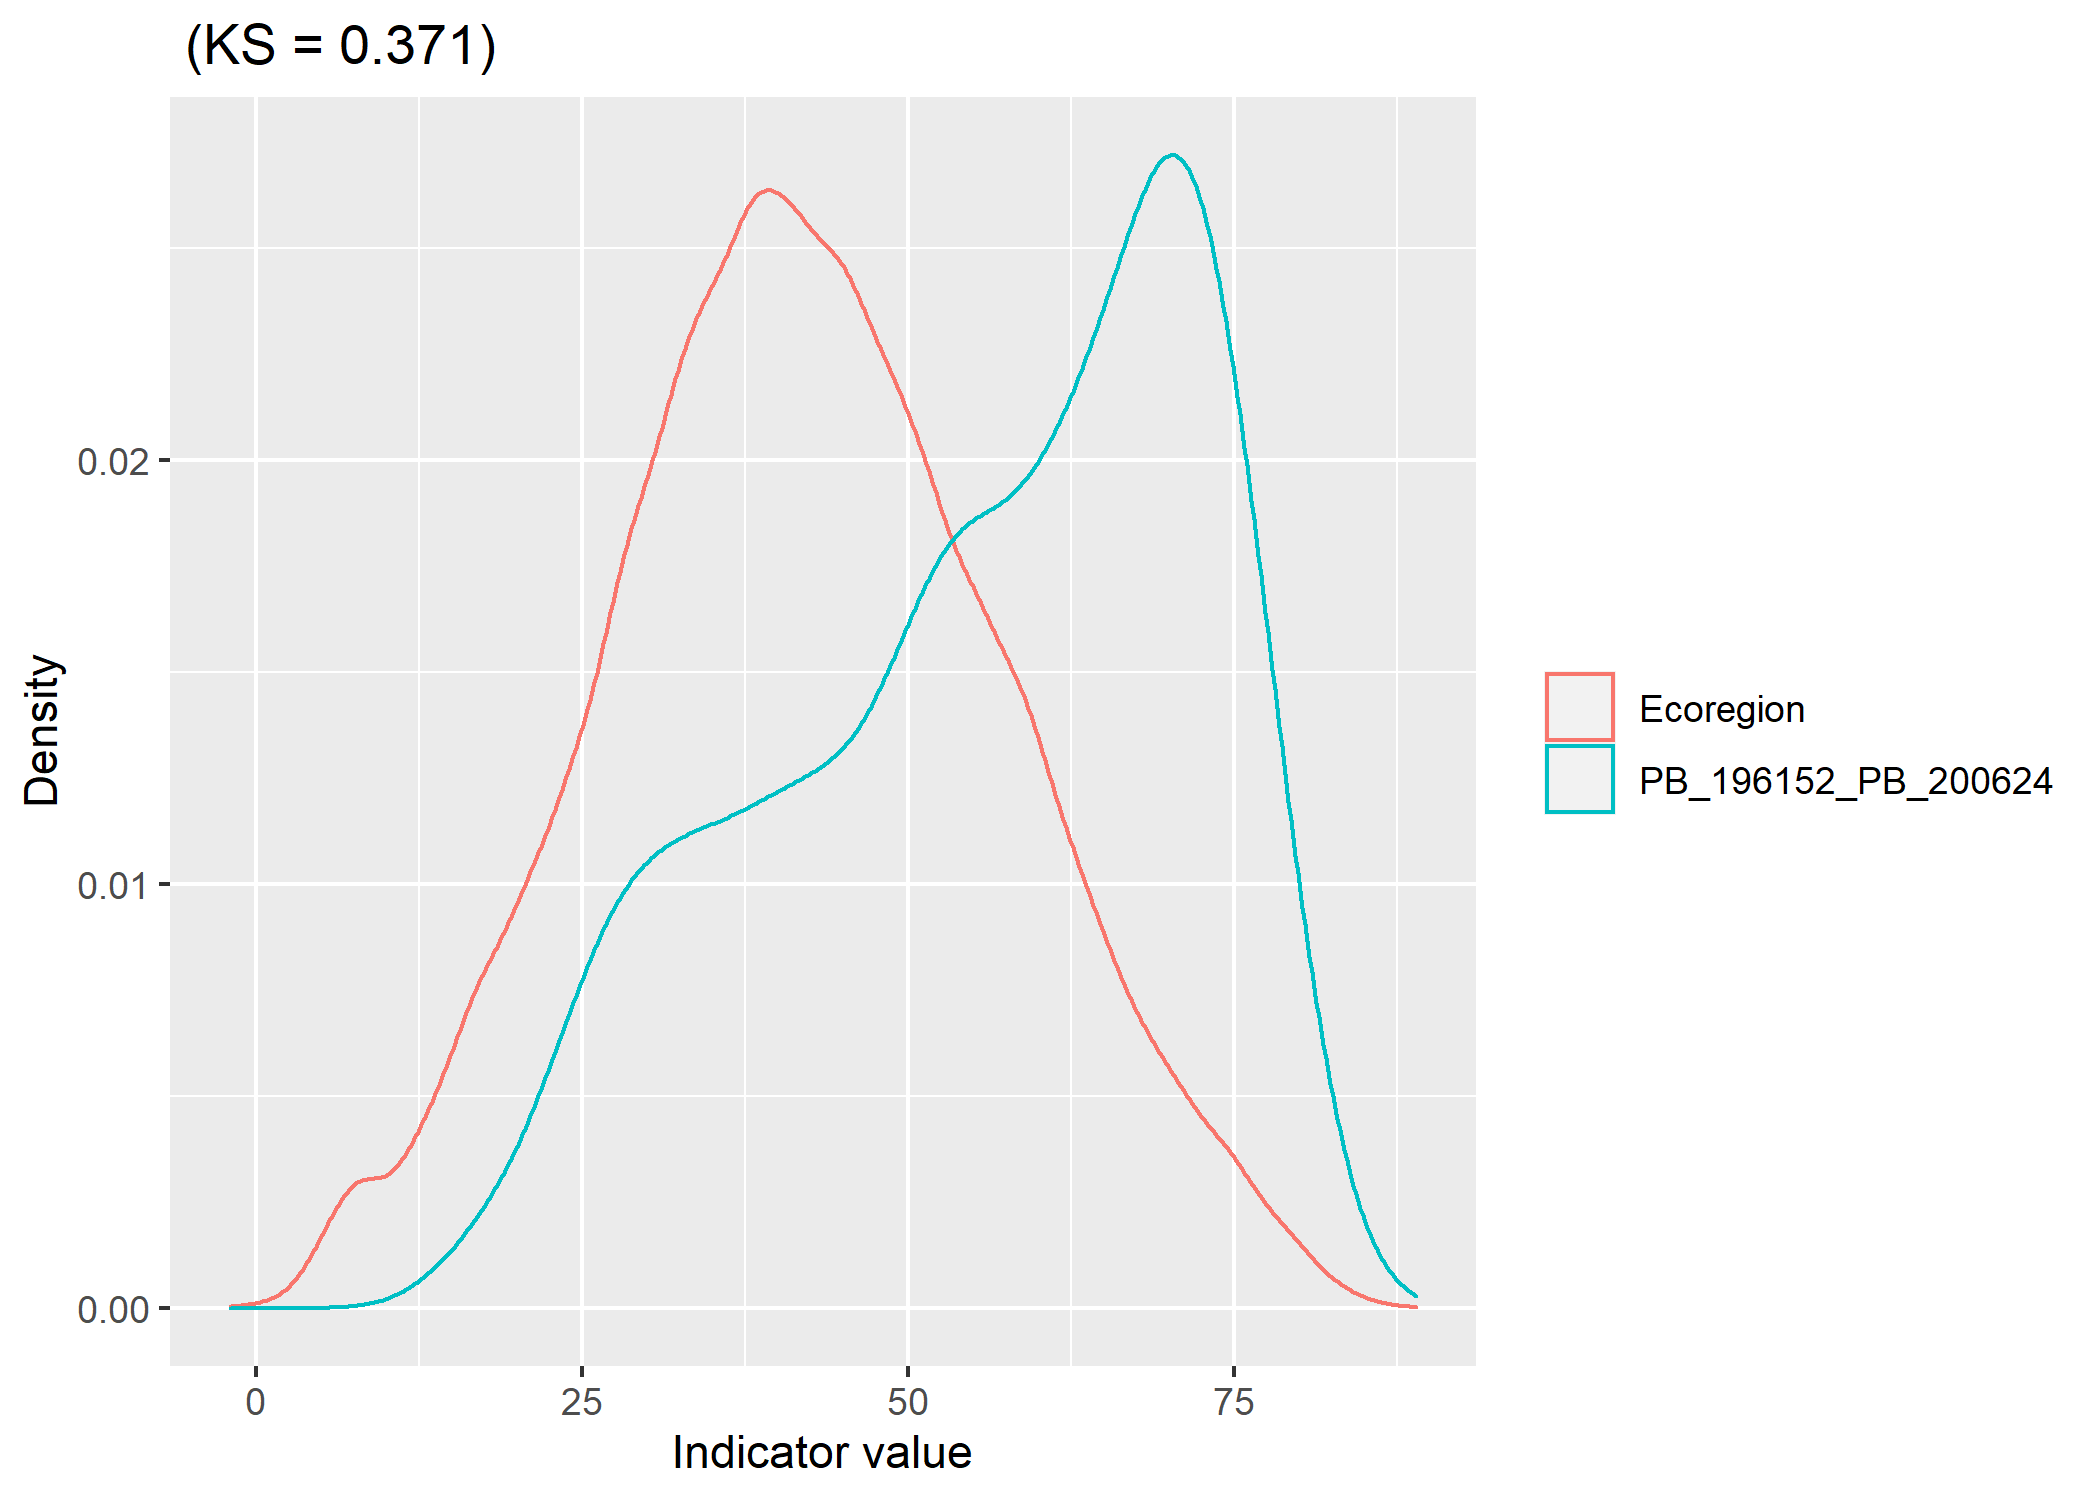 (KS = 0.371)
Density
0.02
0.01
0.00
0 25 50 75
Indicator value
Ecoregion
PB_196152_PB_200624